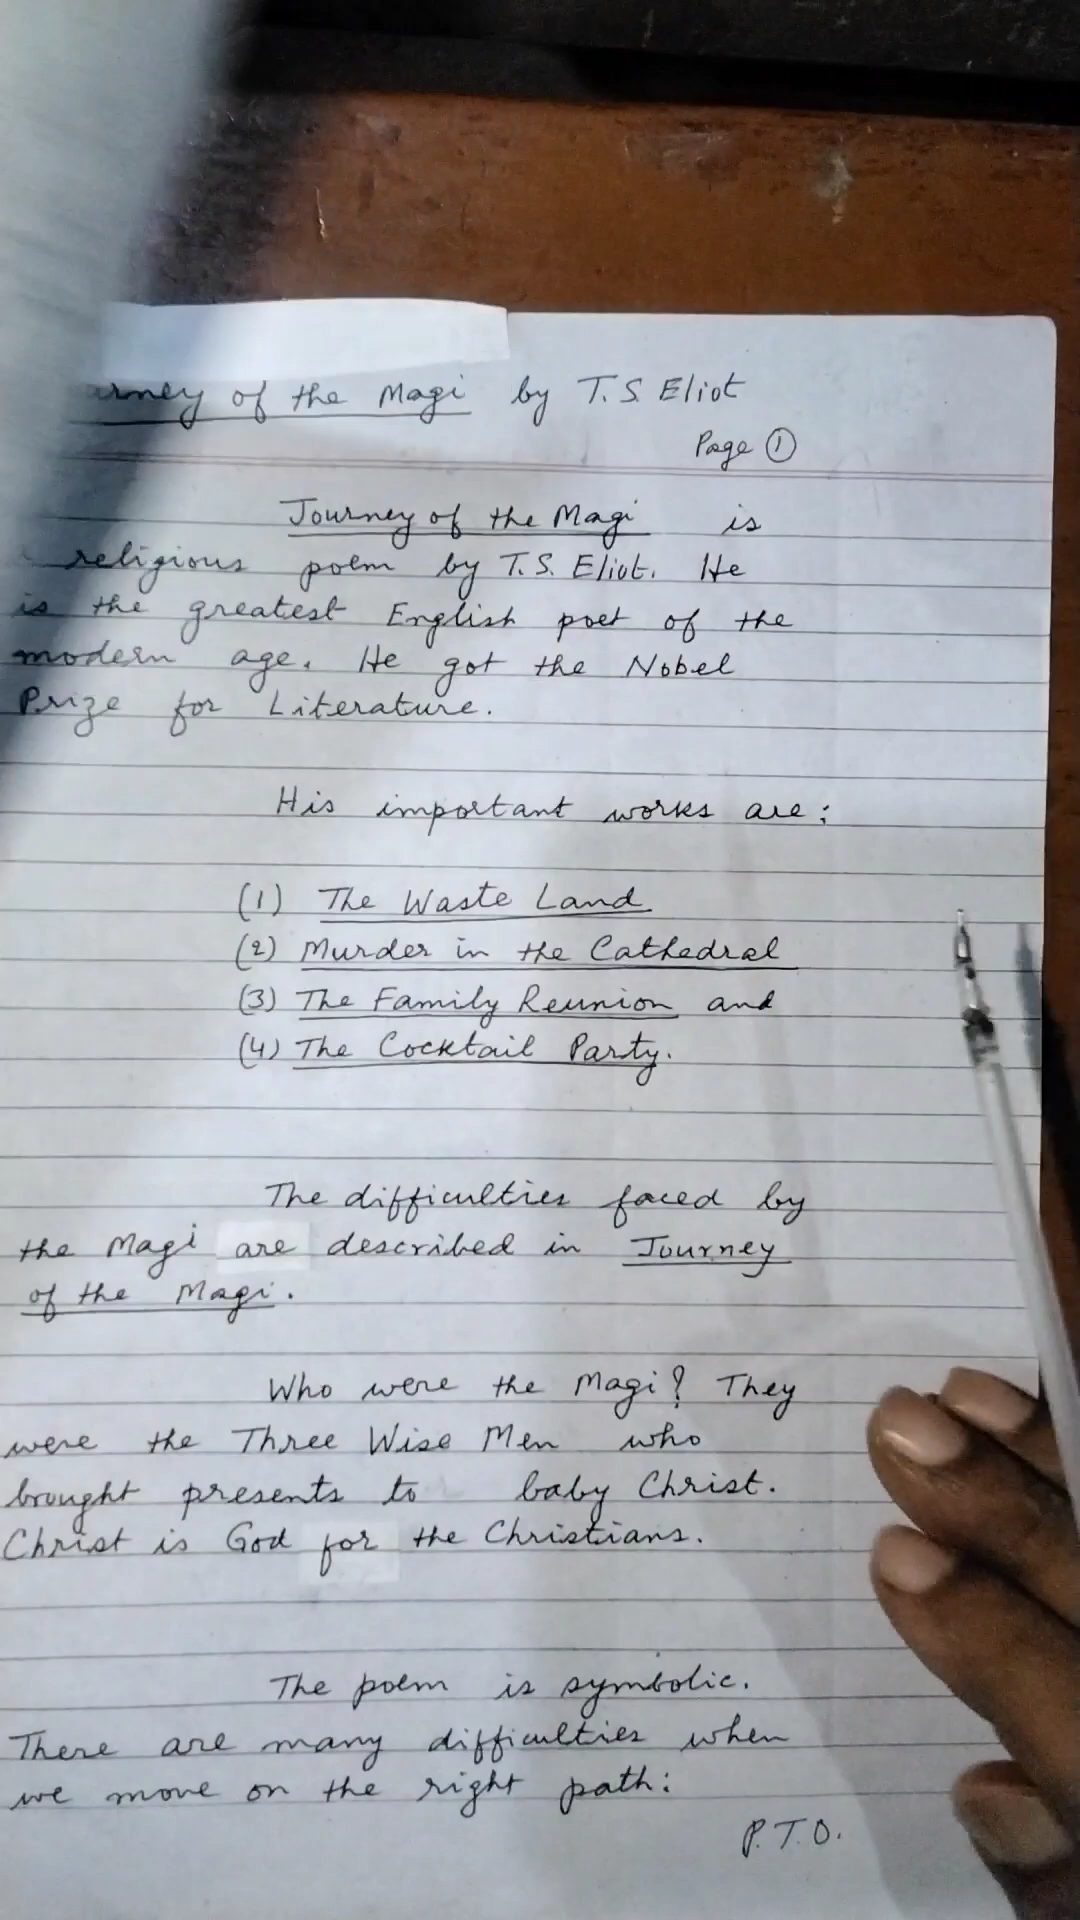 of the Magi by T.S. Eliot
Page 1
Journey of the Magi is
religious poem by T.S. Eliot. He
is the greatest English poet of the
modern age. He got the Nobel
Prize for Literature.
His important works are:
(1) The Waste Land
(2) Murder in the Cathedral
(3) The Family Reunion and
(4) The Cocktail Party.
The difficulties faced by
the Magi are described in Journey
of the Magi.
Who were the Magi? They
were the Three Wise Men who
brought presents to baby Christ.
Christ is God for the Christians.
The poem is symbolic.
There are many difficulties when
we move on the right path:
P.T.O.